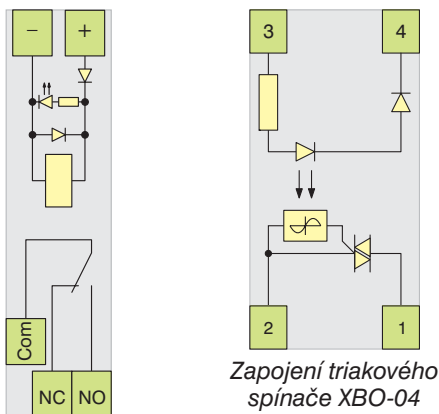 − +
3 4
Com
NC NO
2 1
Zapojení triakového
spínače XBO-04